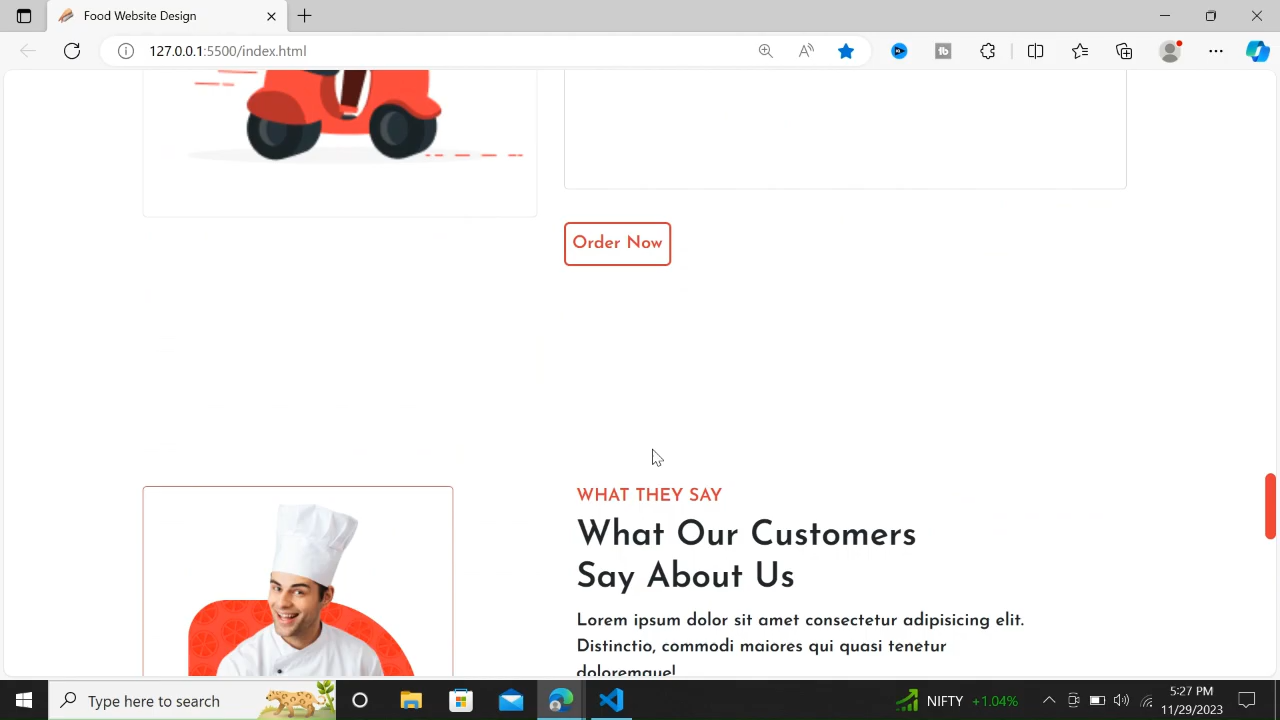 Food Website Design
127.0.0.1:5500/index.html
Order Now
WHAT THEY SAY
What Our Customers
Say About Us
Lorem ipsum dolor sit amet consectetur adipisicing elit.
Distinctio, commodi maiores qui quasi tenetur
doloremque!
Type here to search
NIFTY +1.04%
5:27 PM
11/29/2023